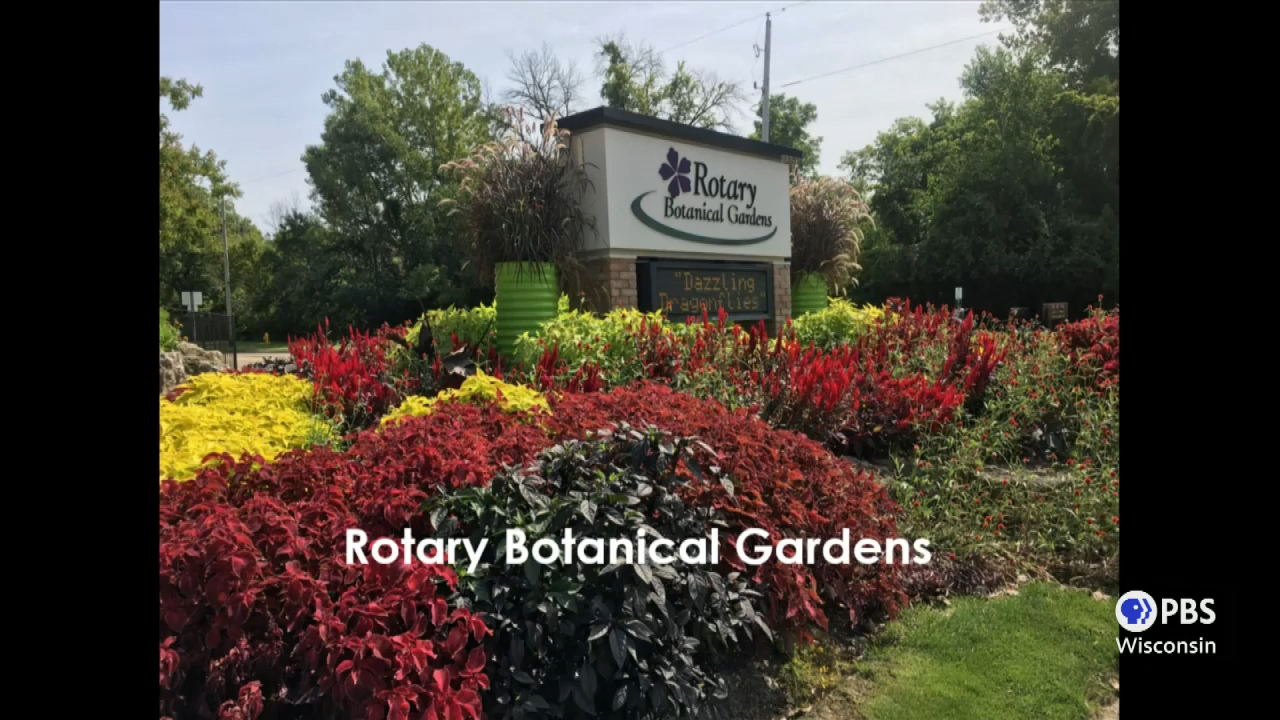 Rotary
Botanical Gardens
"Dazzling
Dragonflies"
Rotary Botanical Gardens
PBS
Wisconsin